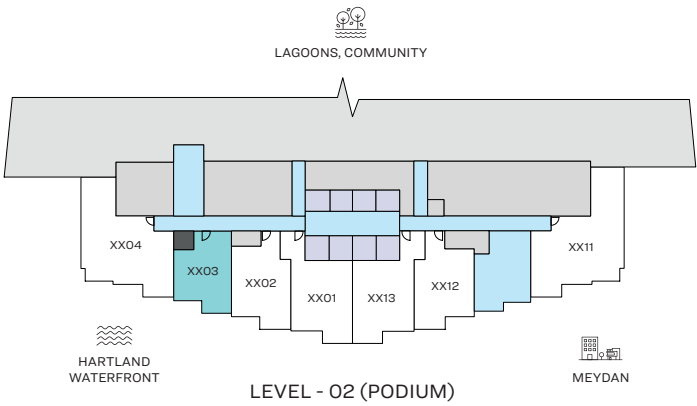 LAGOONS, COMMUNITY
XX04
XX11
XX03
XX02
XX12
XX01
XX13
HARTLAND
WATERFRONT
MEYDAN
LEVEL - 02 (PODIUM)